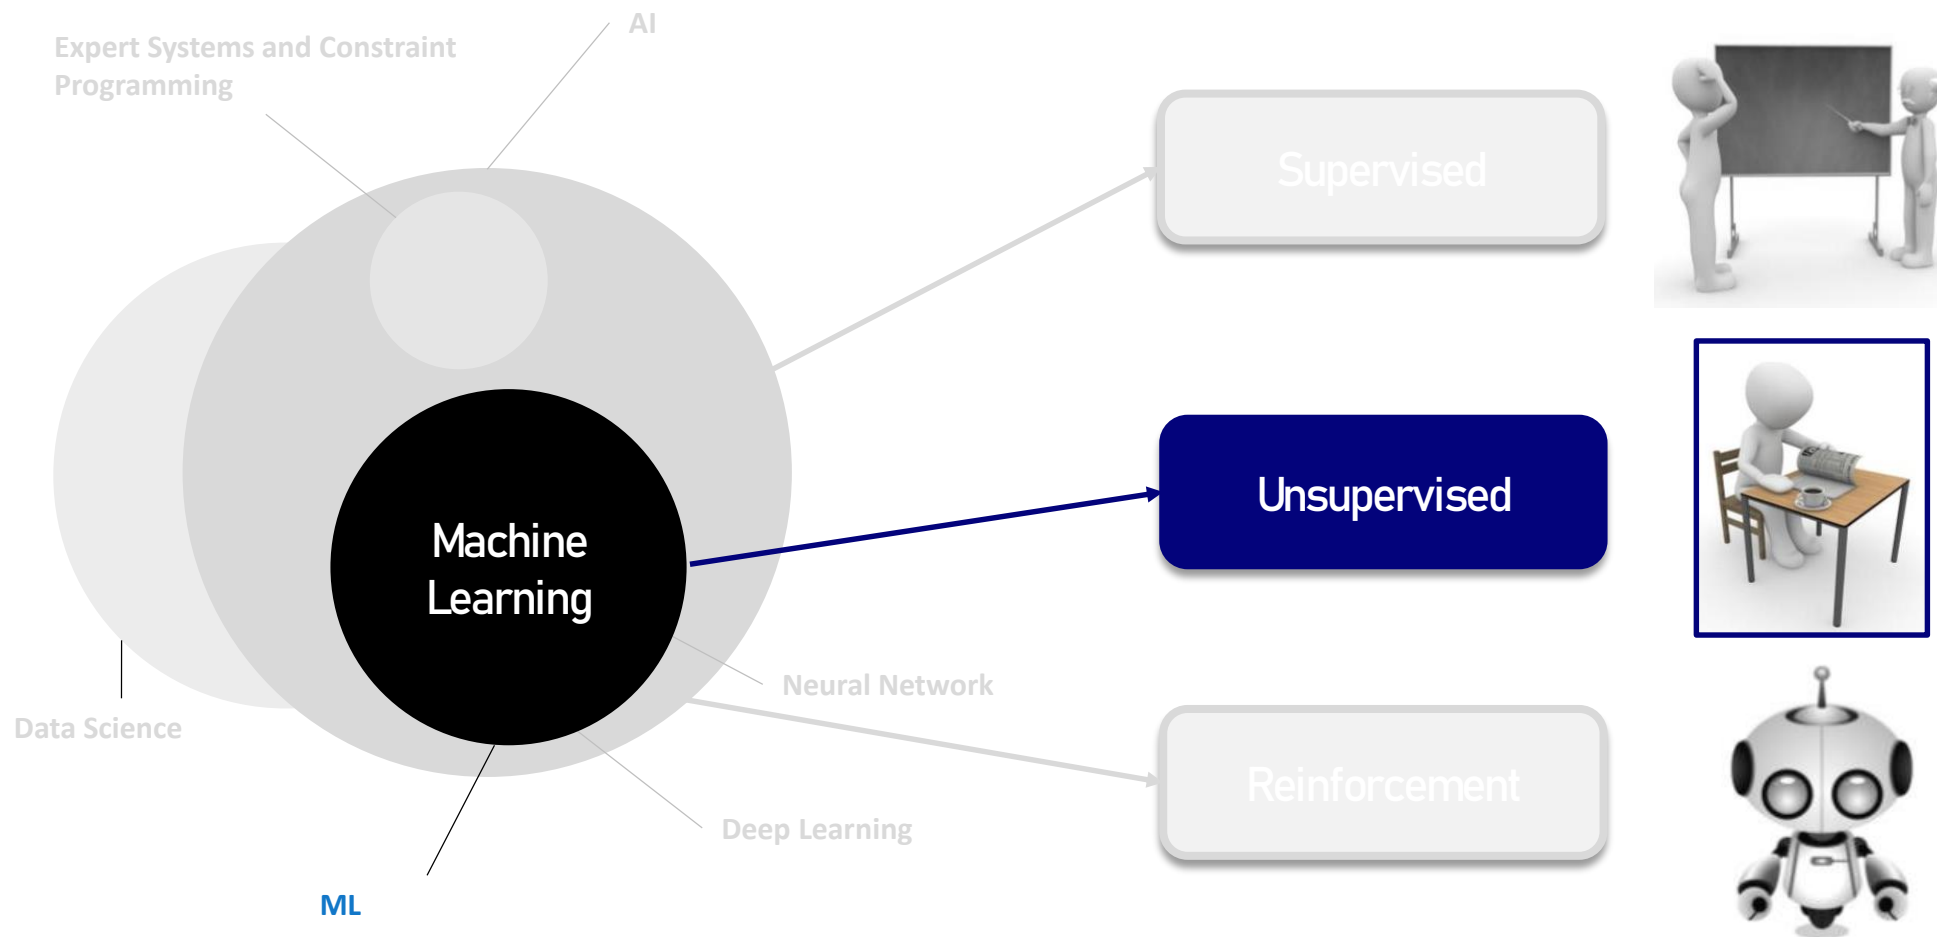 AI
Expert Systems and Constraint
Programming
Supervised
Machine
Learning
Unsupervised
Neural Network
Data Science
Reinforcement
Deep Learning
ML